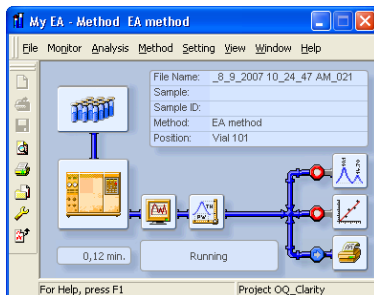 My EA - Method EA method
File Monitor Analysis Method Setting View Window Help
File Name: _8_9_2007 10_24_47 AM_021
Sample:
Sample ID:
Method: EA method
Position: Vial 101
0,12 min. Running
For Help, press F1 Project OQ_Clarity